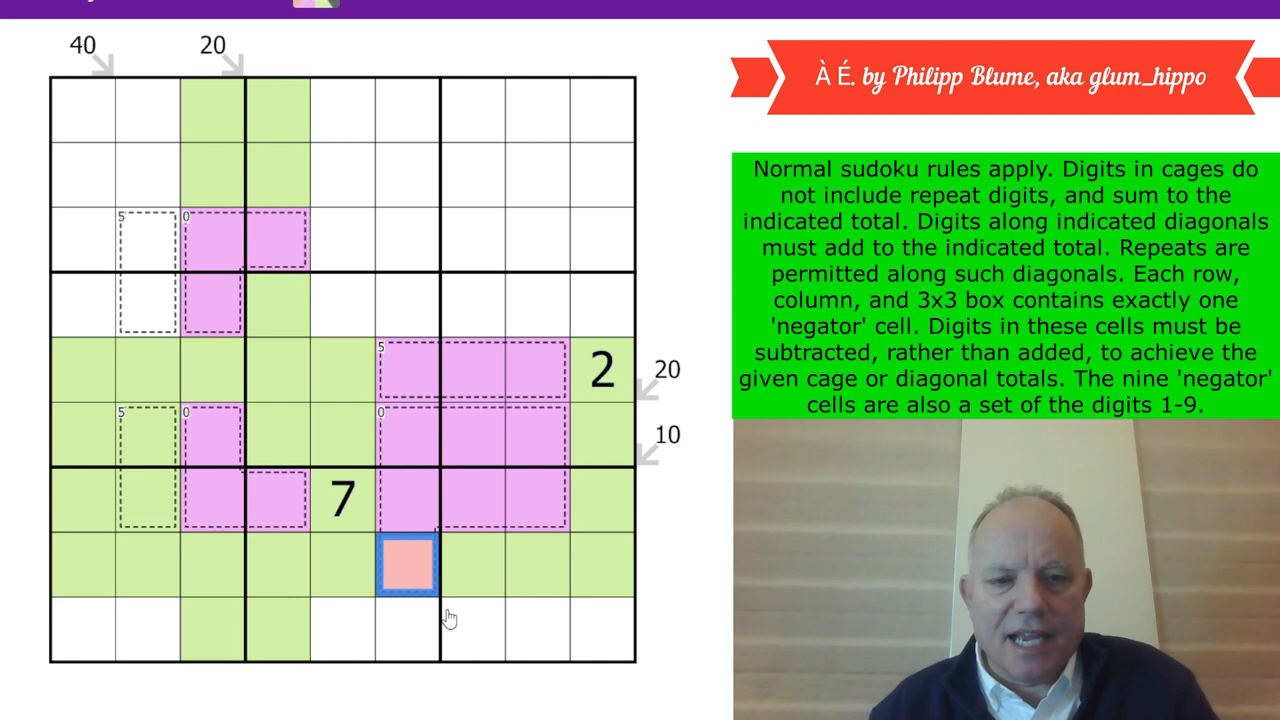 40
20
À É. by Philipp Blume, aka glum_hippo
Normal sudoku rules apply. Digits in cages do
not include repeat digits, and sum to the
indicated total. Digits along indicated diagonals
must add to the indicated total. Repeats are
permitted along such diagonals. Each row,
column, and 3x3 box contains exactly one
'negator' cell. Digits in these cells must be
subtracted, rather than added, to achieve the
given cage or diagonal totals. The nine 'negator'
cells are also a set of the digits 1-9.
5
0
5
2
20
5
0
0
10
7